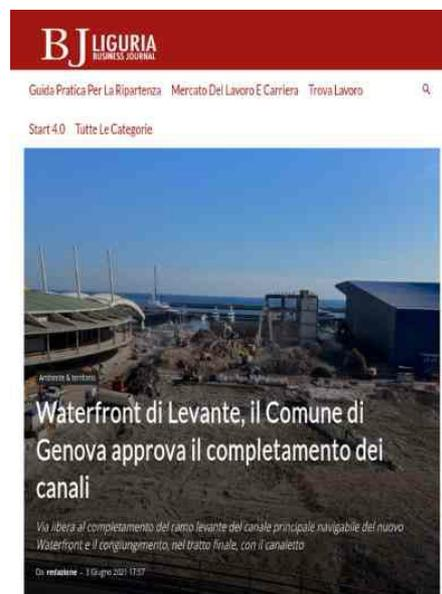 BJ LIGURIA
BUSINESS JOURNAL
Guida Pratica Per La Ripartenza Mercato Del Lavoro E Carriera Trova Lavoro
Start 4.0 Tutte Le Categorie
Ambiente & territorio
Waterfront di Levante, il Comune di
Genova approva il completamento dei
canali
Via libera al completamento del ramo levante del canale principale navigabile del nuovo
Waterfront e il congiungimento, nel tratto finale, con il canaletto
Da redazione - 3 Giugno 2021 17:57